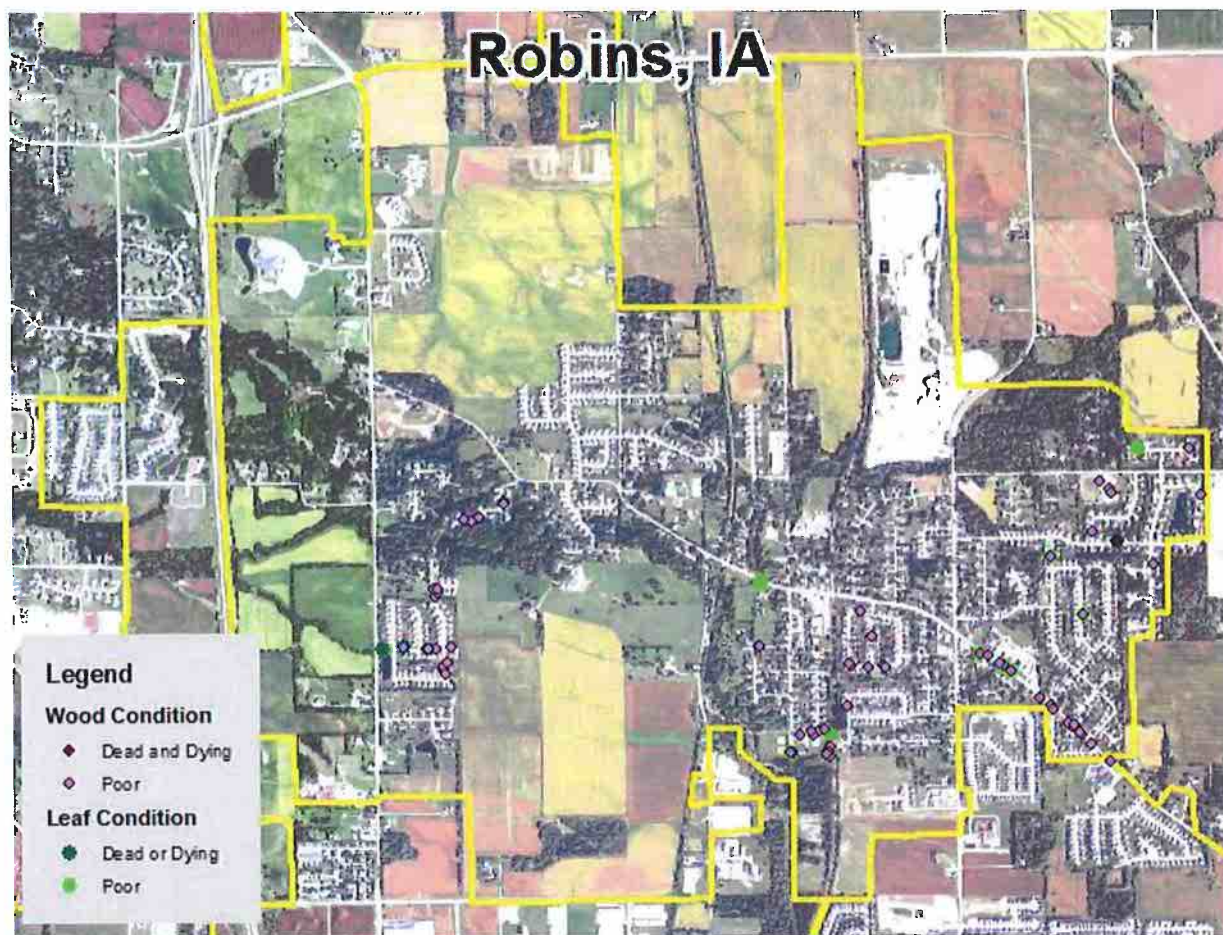 Robins, IA
Legend
Wood Condition
Dead and Dying
Poor
Leaf Condition
Dead or Dying
Poor